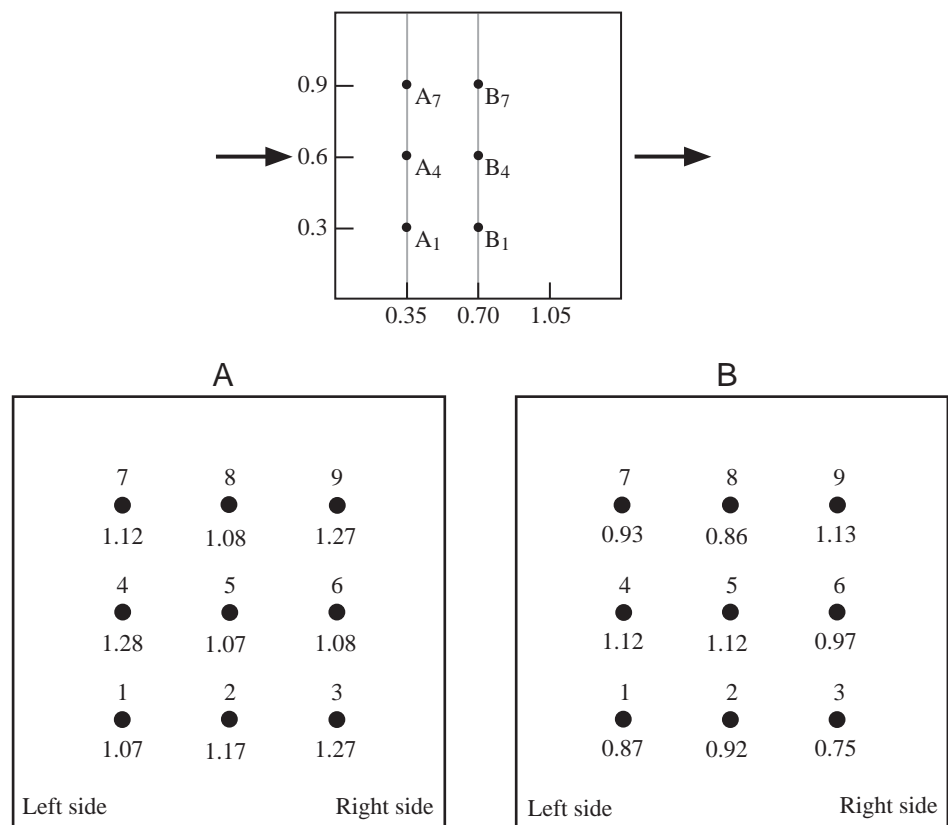 0.9
A7 B7
0.6
A4 B4
0.3
A1 B1
0.35 0.70 1.05
A
7 8 9
1.12 1.08 1.27
4 5 6
1.28 1.07 1.08
1 2 3
1.07 1.17 1.27
Left side Right side
B
7 8 9
0.93 0.86 1.13
4 5 6
1.12 1.12 0.97
1 2 3
0.87 0.92 0.75
Left side Right side